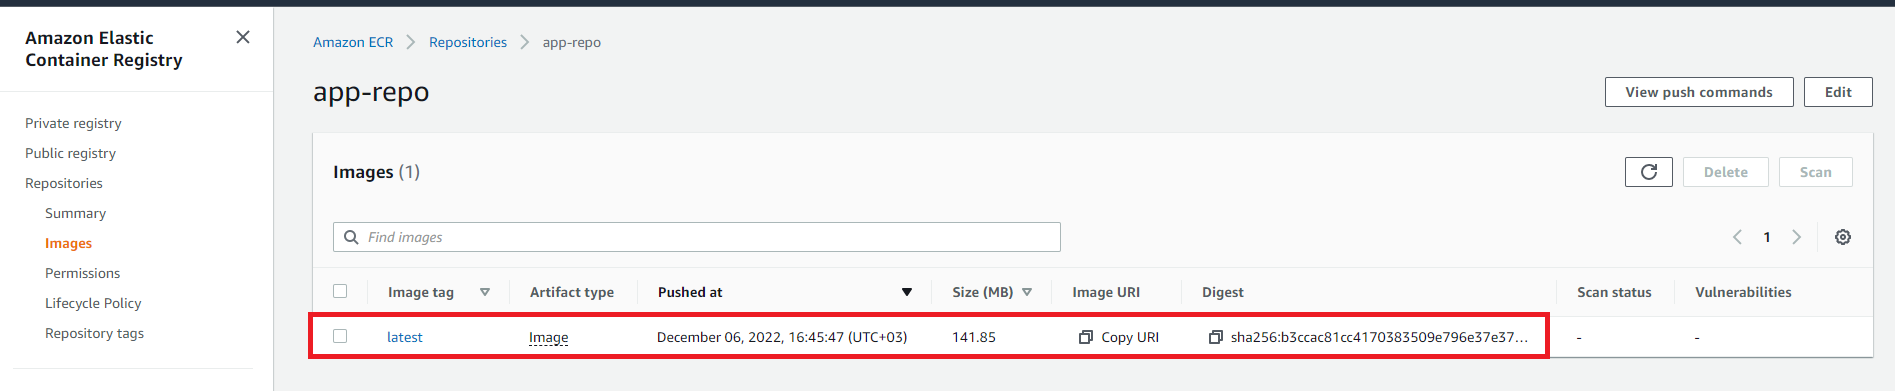 Amazon Elastic
Container Registry
Private registry
Public registry
Repositories
Summary
Images
Permissions
Lifecycle Policy
Repository tags
Amazon ECR Repositories app-repo
app-repo
View push commands Edit
Images (1)
Delete Scan
Find images
1
Image tag Artifact type Pushed at Size (MB) Image URI Digest Scan status Vulnerabilities
latest Image December 06, 2022, 16:45:47 (UTC+03) 141.85 Copy URI sha256:b3ccac81cc4170383509e796e37e37... - -